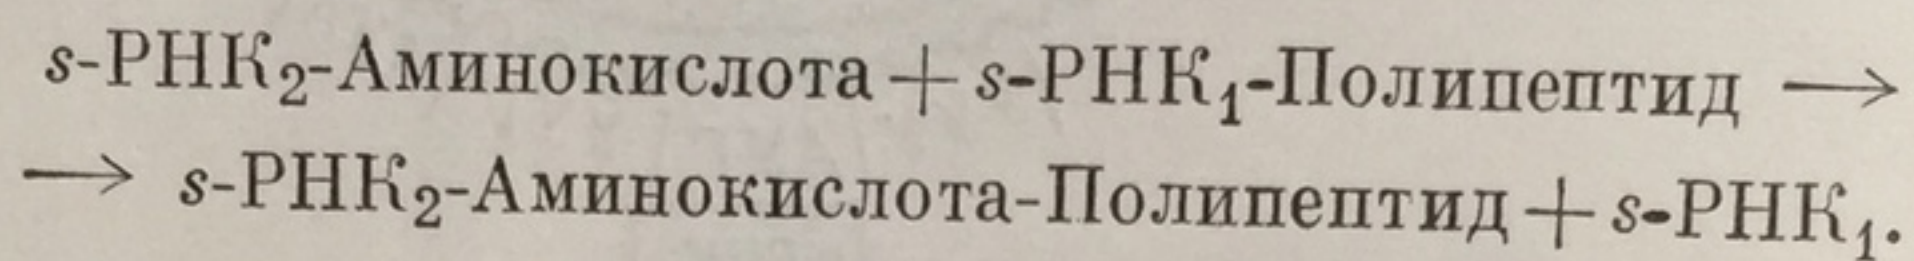 s-РНК₂-Аминокислота + s-РНК₁-Полипептид →
→ s-РНК₂-Аминокислота-Полипептид + s-РНК₁.